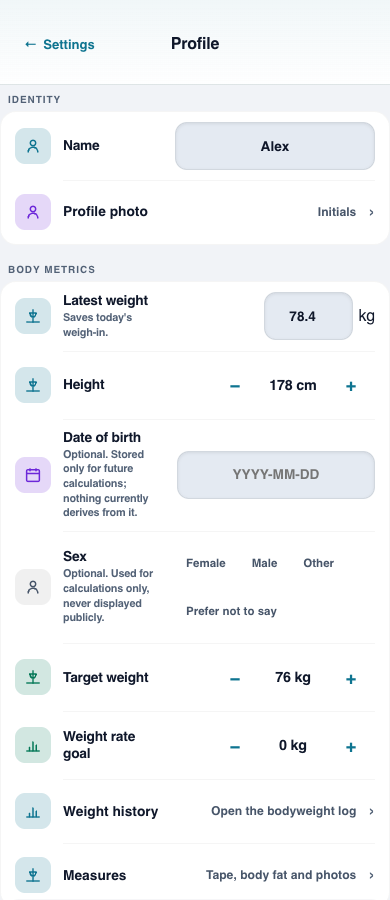 ← Settings
Profile
IDENTITY
Name
Alex
Profile photo
Initials ›
BODY METRICS
Latest weight
Saves today's
weigh-in.
78.4
kg
Height
− 178 cm +
Date of birth
Optional. Stored
only for future
calculations;
nothing currently
derives from it.
YYYY-MM-DD
Sex
Optional. Used for
calculations only,
never displayed
publicly.
Female Male Other
Prefer not to say
Target weight
− 76 kg +
Weight rate
goal
− 0 kg +
Weight history
Open the bodyweight log ›
Measures
Tape, body fat and photos ›